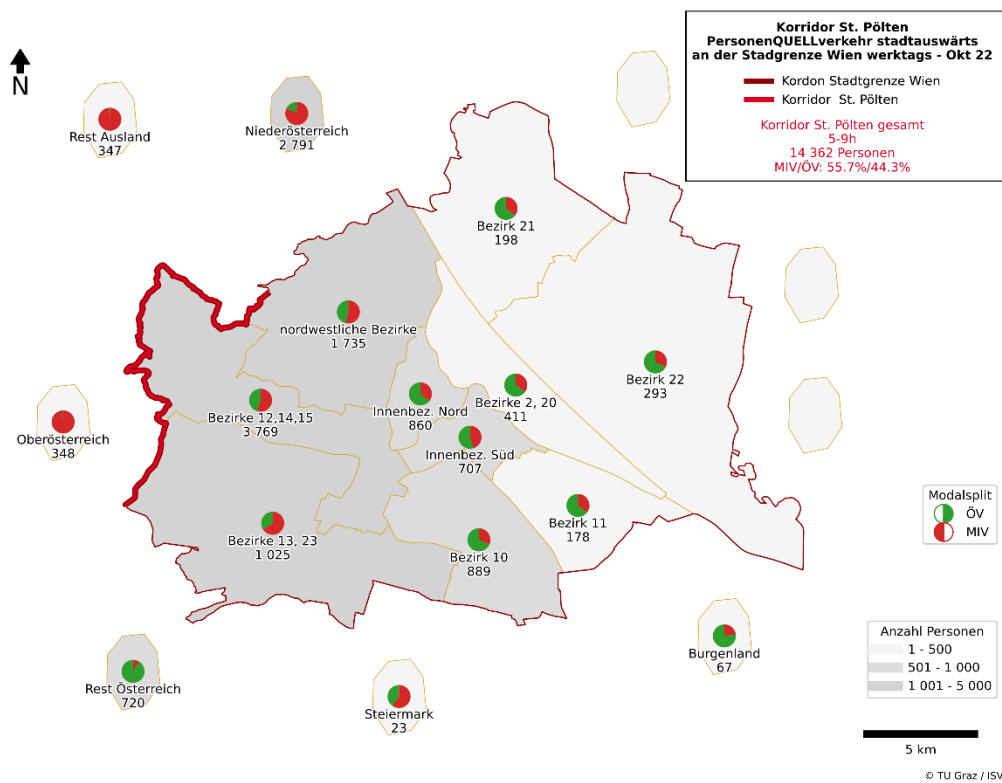 Korridor St. Pölten
PersonenQUELLverkehr stadtauswärts
an der Stadgrenze Wien werktags - Okt 22
Kordon Stadtgrenze Wien
Korridor St. Pölten
Korridor St. Pölten gesamt
5-9h
14 362 Personen
MIV/ÖV: 55.7%/44.3%
N
Rest Ausland
347
Niederösterreich
2 791
Bezirk 21
198
nordwestliche Bezirke
1 735
Bezirk 22
293
Bezirke 12,14,15
3 769
Innenbez. Nord
860
Bezirke 2, 20
411
Oberösterreich
348
Innenbez. Süd
707
Bezirk 11
178
Bezirke 13, 23
1 025
Bezirk 10
889
Modalsplit
ÖV
MIV
Burgenland
67
Rest Österreich
720
Steiermark
23
Anzahl Personen
1 - 500
501 - 1 000
1 001 - 5 000
5 km
© TU Graz / ISV